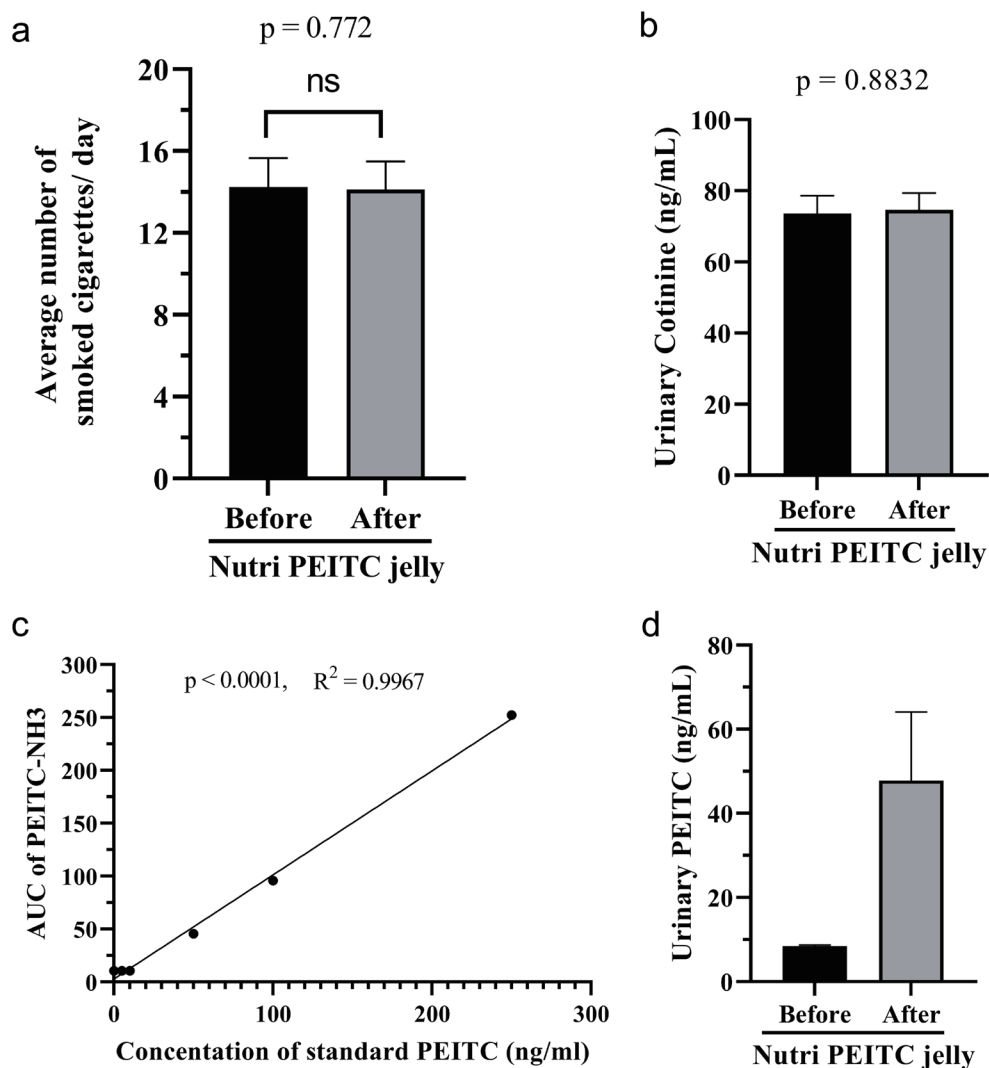 a
p = 0.772
ns
Average number of
smoked cigarettes/ day
20
16
12
8
4
0
Before After
Nutri PEITC jelly
b
p = 0.8832
Urinary Cotinine (ng/mL)
100
80
60
40
20
0
Before After
Nutri PEITC jelly
c
p < 0.0001, R² = 0.9967
AUC of PEITC-NH3
300
250
200
150
100
50
0
0 100 200 300
Concentation of standard PEITC (ng/ml)
d
Urinary PEITC (ng/mL)
80
60
40
20
0
Before After
Nutri PEITC jelly